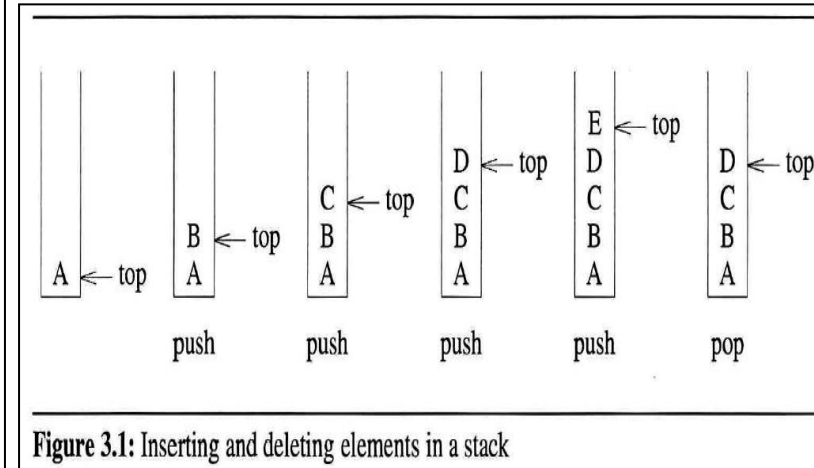 E ← top
D ← top D D ← top
C ← top C C C
B ← top B B B B
A ← top A A A A A
push push push push pop
Figure 3.1: Inserting and deleting elements in a stack